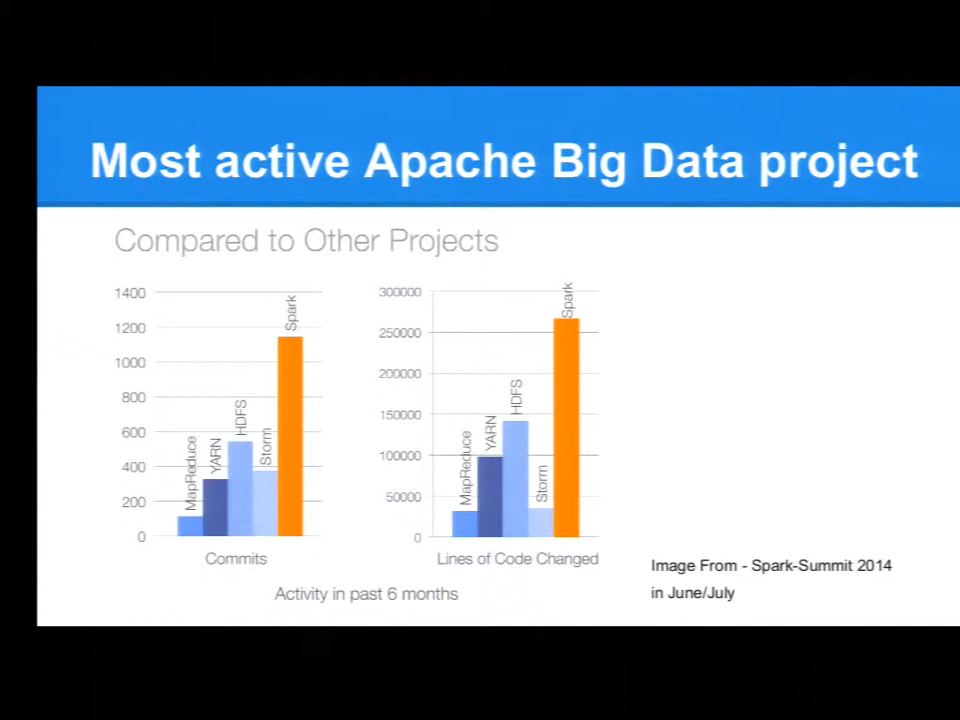 Most active Apache Big Data project
Compared to Other Projects
1400
1200
1000
800
600
400
200
0
MapReduce
YARN
HDFS
Storm
Spark
Commits
300000
250000
200000
150000
100000
50000
0
MapReduce
YARN
HDFS
Storm
Spark
Lines of Code Changed
Activity in past 6 months
Image From - Spark-Summit 2014
in June/July